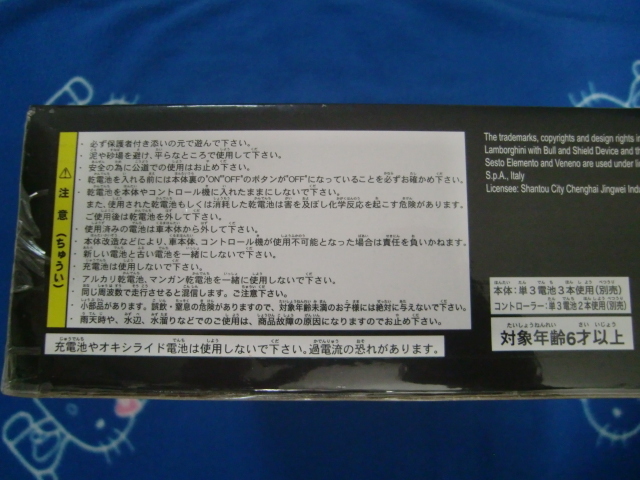 ⚠注意(ちゅうい)
・必ず保護者付き添いの元で遊んで下さい。
・泥や砂場を避け、平らなところで使用して下さい。
・安全の為に公道での使用はお止め下さい。
・乾電池を入れる前には本体裏の"ON""OFF"のボタンが"OFF"になっていることを必ずお確かめ下さい。
・乾電池を本体やコントロール機に入れたままにしないで下さい。
また、使用された乾電池もしくは消耗した乾電池は害を及ぼし化学反応を起こす危険があります。
ご使用後は乾電池を外して下さい。
・使用済みの電池は車本体から外して下さい。
・本体改造などにより、車本体、コントロール機が使用不可能となった場合は責任を負いかねます。
・新しい電池と古い電池を一緒にしないで下さい。
・充電池は使用しないで下さい。
・アルカリ乾電池、マンガン乾電池を一緒に使用しないで下さい。
・同じ周波数で走行させると混信します。ご注意下さい。
・小部品があります。誤飲・窒息の危険がありますので、対象年齢未満のお子様には絶対に与えないで下さい。
・雨天時や、水辺、水溜りなどでのご使用は、商品故障の原因になりますのでお止め下さい。
充電池やオキシライド電池は使用しないで下さい。過電流の恐れがあります。
The trademarks, copyrights and design rights in
Lamborghini with Bull and Shield Device and th
Sesto Elemento and Veneno are used under li
S.p.A., Italy
Licensee: Shantou City Chenghai Jingwei Indu
本体:単3電池3本使用(別売)
コントローラー:単3電池2本使用(別売)
たいしょうねんれい さい いじょう
対象年齢6才以上